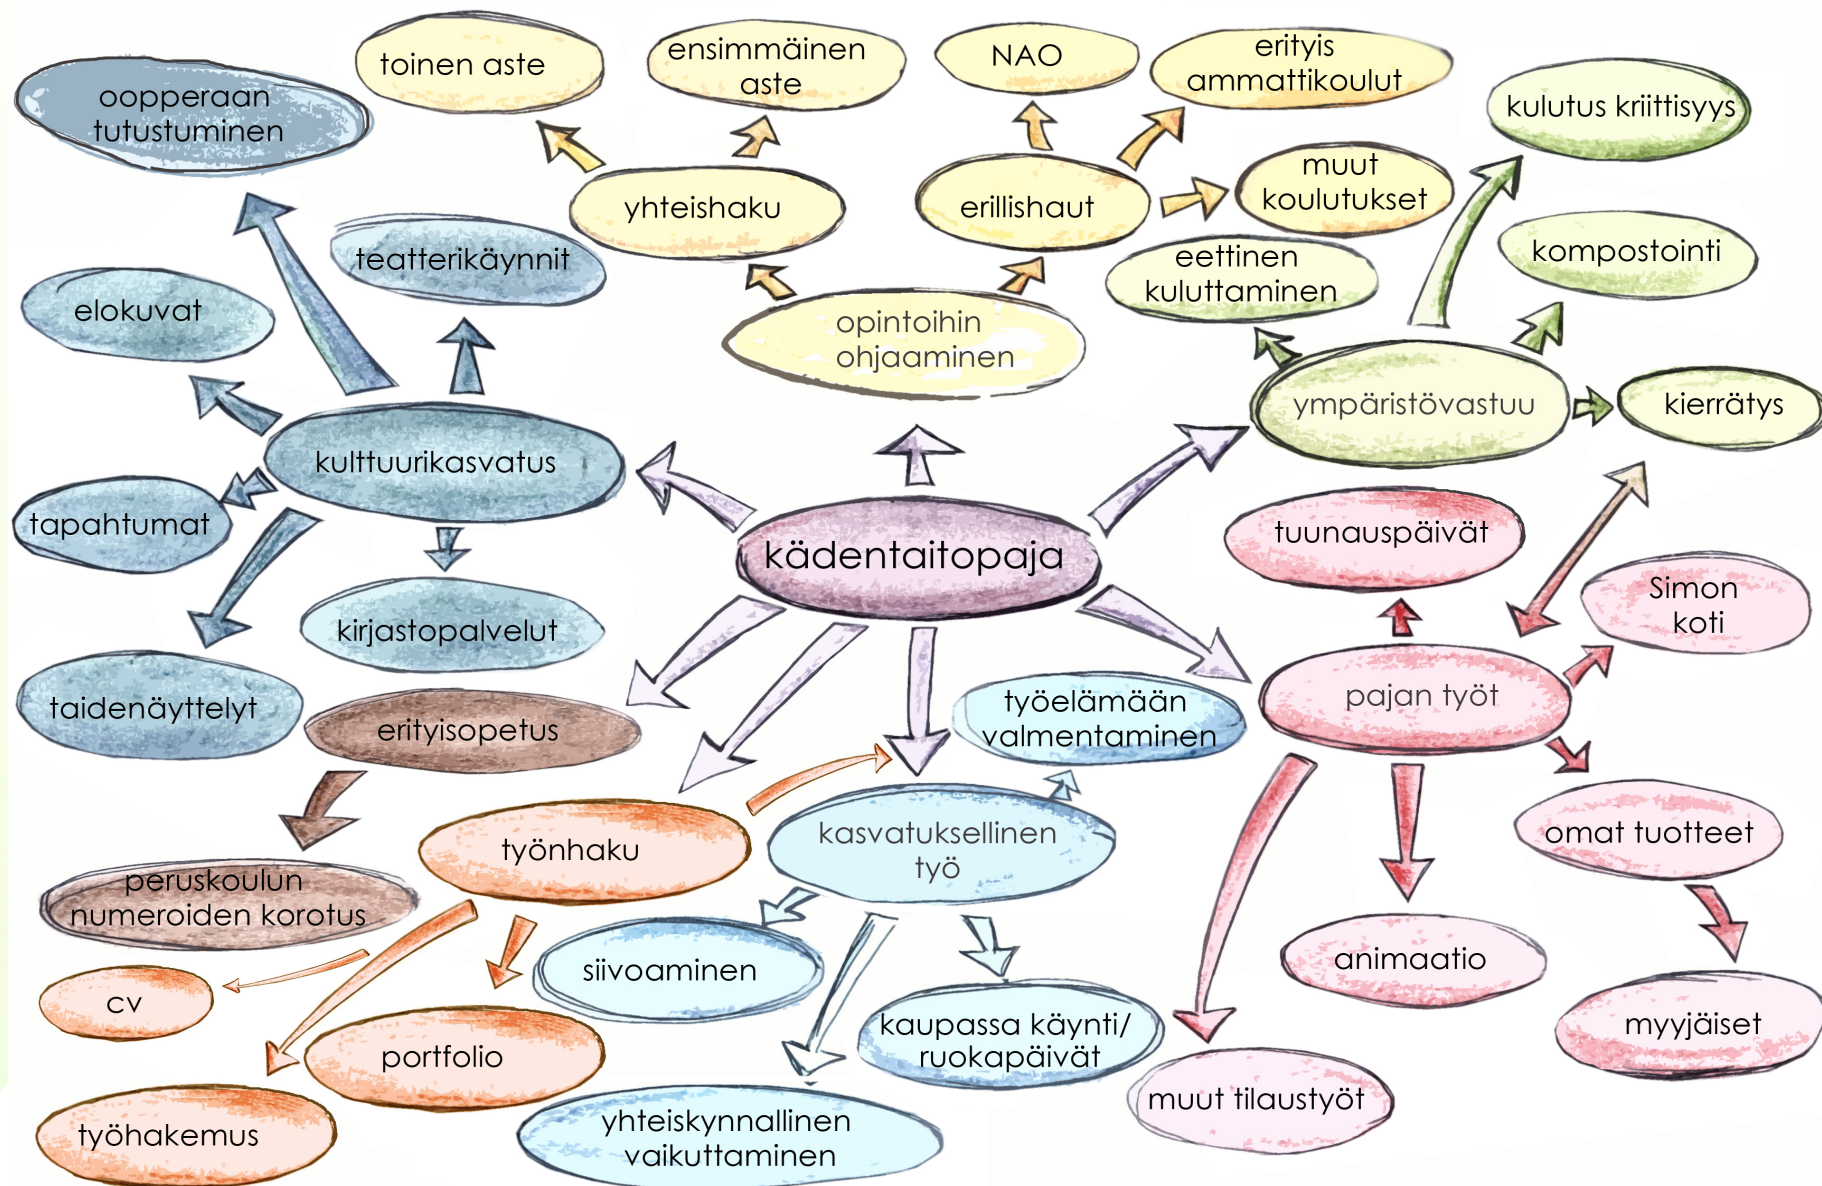 toinen aste
ensimmäinen
aste
NAO
erityis
ammattikoulut
kulutus kriittisyys
oopperaan
tutustuminen
yhteishaku
erillishaut
muut
koulutukset
teatterikäynnit
eettinen
kuluttaminen
kompostointi
elokuvat
opintoihin
ohjaaminen
ympäristövastuu
kierrätys
kulttuurikasvatus
tapahtumat
kädentaitopaja
tuunauspäivät
Simon
koti
kirjastopalvelut
taidenäyttelyt
erityisopetus
työelämään
valmentaminen
pajan työt
työnhaku
kasvatuksellinen
työ
omat tuotteet
peruskoulun
numeroiden korotus
siivoaminen
animaatio
cv
portfolio
kaupassa käynti/
ruokapäivät
myyjäiset
työhakemus
yhteiskynnallinen
vaikuttaminen
muut tilaustyöt